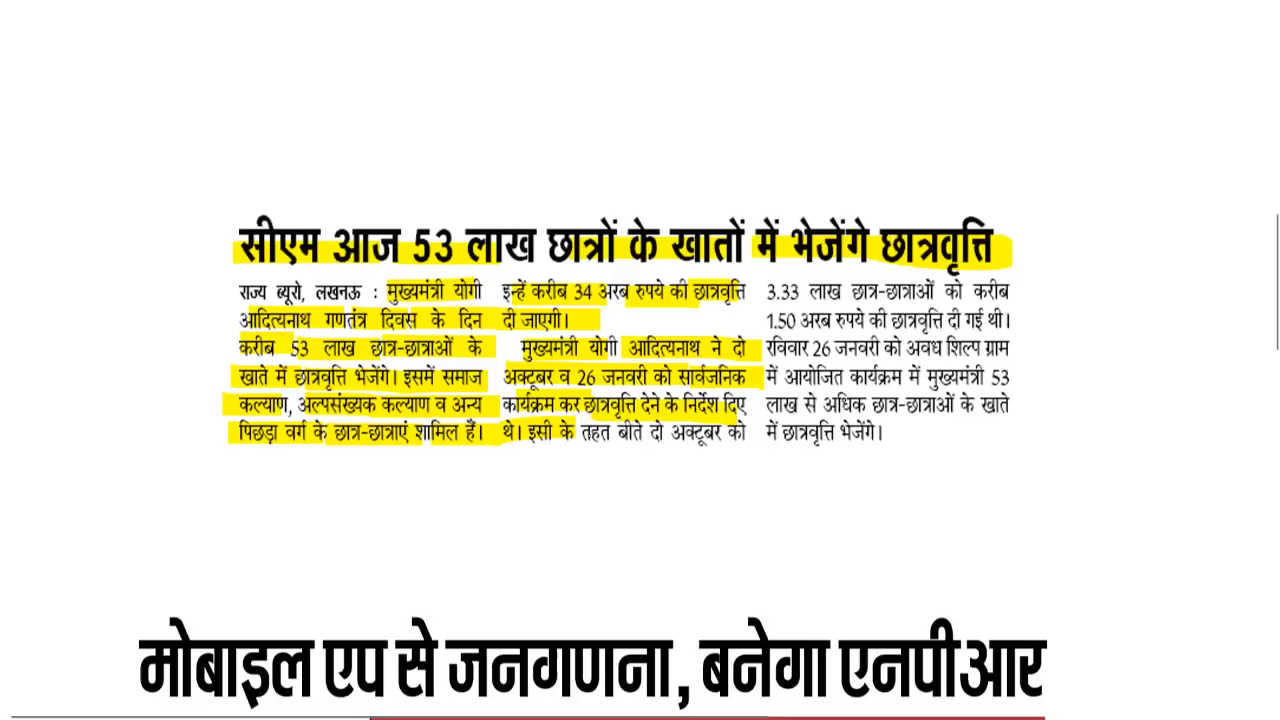 सीएम आज 53 लाख छात्रों के खातों में भेजेंगे छात्रवृत्ति
राज्य ब्यूरो, लखनऊ : मुख्यमंत्री योगी
आदित्यनाथ गणतंत्र दिवस के दिन
करीब 53 लाख छात्र-छात्राओं के
खाते में छात्रवृत्ति भेजेंगे। इसमें समाज
कल्याण, अल्पसंख्यक कल्याण व अन्य
पिछड़ा वर्ग के छात्र-छात्राएं शामिल हैं।
इन्हें करीब 34 अरब रुपये की छात्रवृत्ति
दी जाएगी।
मुख्यमंत्री योगी आदित्यनाथ ने दो
अक्टूबर व 26 जनवरी को सार्वजनिक
कार्यक्रम कर छात्रवृत्ति देने के निर्देश दिए
थे। इसी के तहत बीते दो अक्टूबर को
3.33 लाख छात्र-छात्राओं को करीब
1.50 अरब रुपये की छात्रवृत्ति दी गई थी।
रविवार 26 जनवरी को अवध शिल्प ग्राम
में आयोजित कार्यक्रम में मुख्यमंत्री 53
लाख से अधिक छात्र-छात्राओं के खाते
में छात्रवृत्ति भेजेंगे।
मोबाइल एप से जनगणना, बनेगा एनपीआर